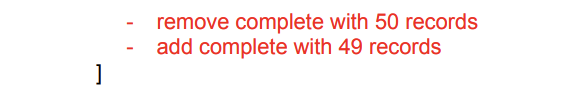 - remove complete with 50 records
- add complete with 49 records
]